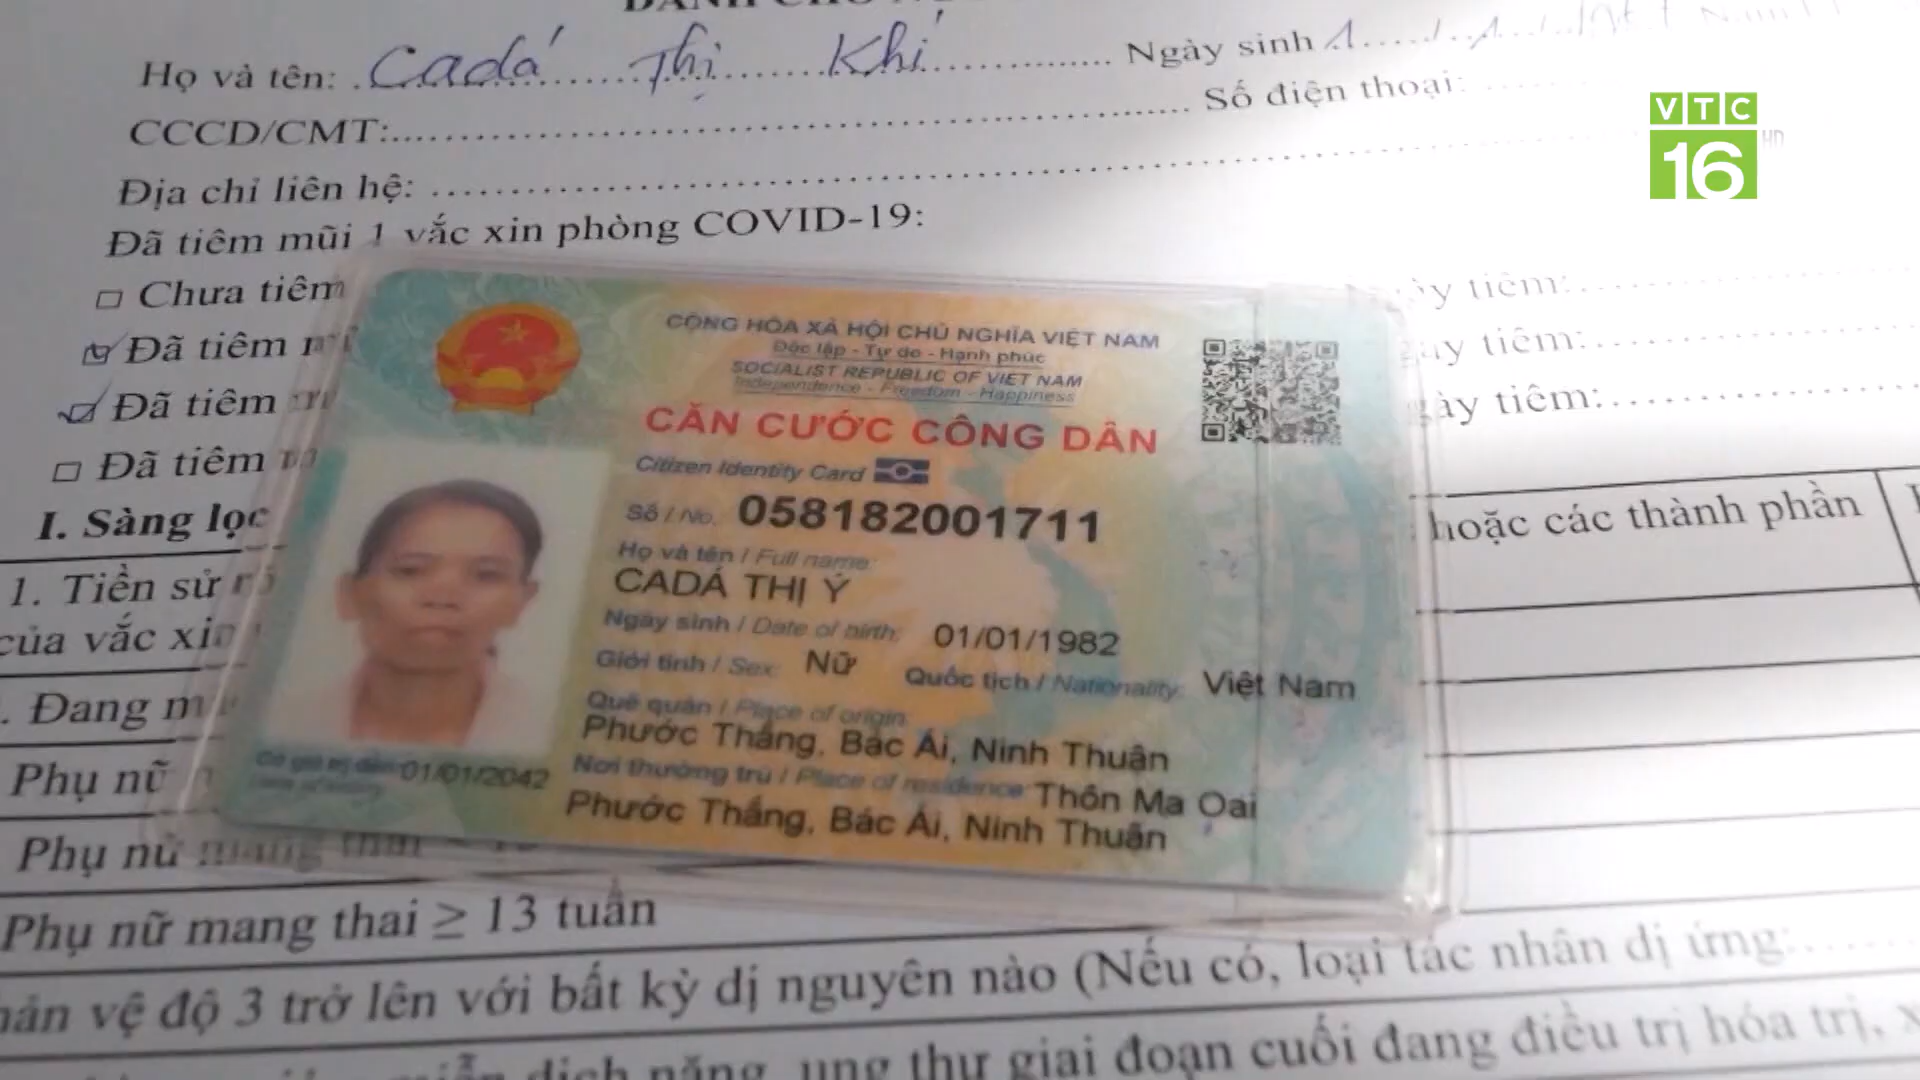 Họ và tên: Cadá Thị Khí Ngày sinh 1
CCCD/CMT: Số điện thoại:
Địa chỉ liên hệ:
Đã tiêm mũi 1 vắc xin phòng COVID-19:
Chưa tiêm Ngày tiêm:
Đã tiêm tiêm:
Đã tiêm tiêm:
Đã tiêm
I. Sàng lọc
hoặc các thành phần
1. Tiền sử
của vắc xin
Đang
Phụ nữ
Phụ nữ mang thai
Phụ nữ mang thai ≥ 13 tuần
vệ độ 3 trở lên với bất kỳ dị nguyên nào (Nếu có, loại tác nhân dị ứng:
ung thư giai đoạn cuối đang điều trị hóa trị,
VTC
16
HD
CỘNG HÒA XÃ HỘI CHỦ NGHĨA VIỆT NAM
Độc lập - Tự do - Hạnh phúc
SOCIALIST REPUBLIC OF VIET NAM
Independence - Freedom - Happiness
CĂN CƯỚC CÔNG DÂN
Citizen Identity Card
Số / No. 058182001711
Họ và tên / Full name:
CADÁ THỊ Ý
Ngày sinh / Date of birth: 01/01/1982
Giới tính / Sex: Nữ Quốc tịch / Nationality: Việt Nam
Quê quán / Place of origin:
Phước Thắng, Bác Ái, Ninh Thuận
Nơi thường trú / Place of residence: Thôn Ma Oai
Phước Thắng, Bác Ái, Ninh Thuận
Có giá trị đến: 01/01/2042